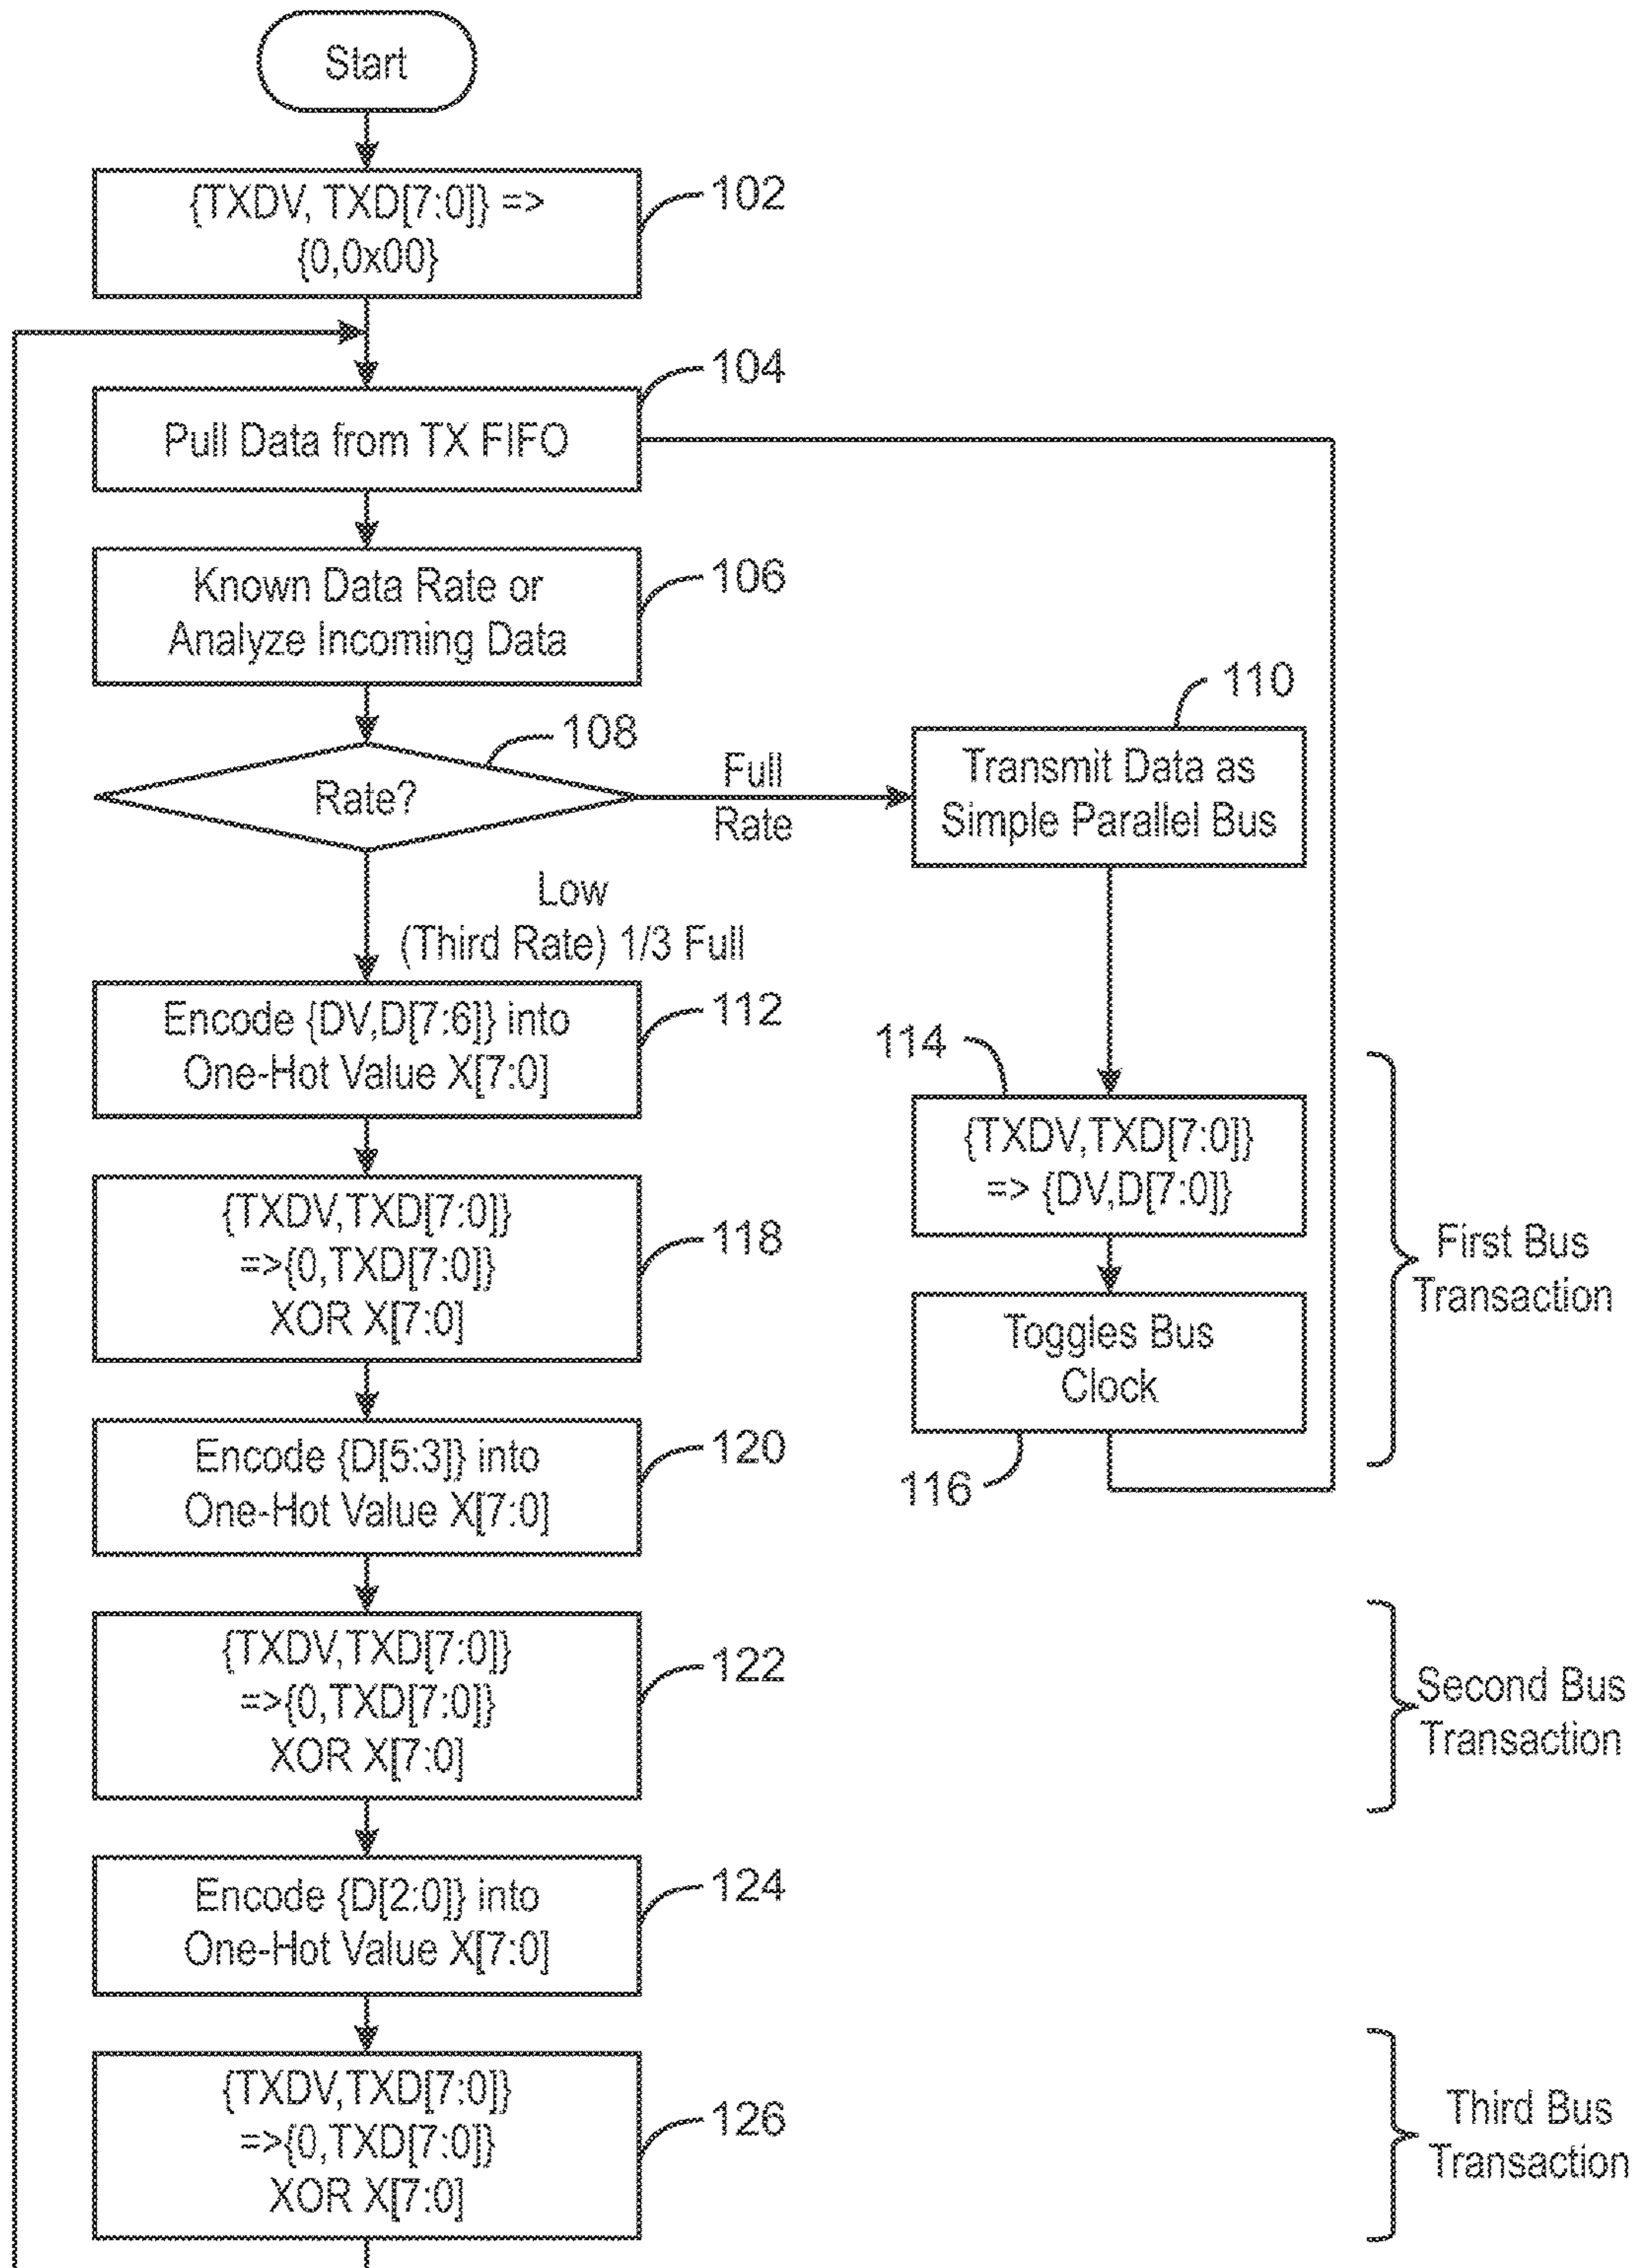 Start
{TXDV, TXD[7:0]} =>
{0,0x00}
102
Pull Data from TX FIFO
104
Known Data Rate or
Analyze Incoming Data
106
Rate?
108
Full
Rate
Transmit Data as
Simple Parallel Bus
110
Low
(Third Rate) 1/3 Full
Encode {DV,D[7:6]} into
One-Hot Value X[7:0]
112
114
{TXDV,TXD[7:0]}
=> {DV,D[7:0]}
{TXDV,TXD[7:0]}
=>{0,TXD[7:0]}
XOR X[7:0]
118
Toggles Bus
Clock
116
First Bus
Transaction
Encode {D[5:3]} into
One-Hot Value X[7:0]
120
{TXDV,TXD[7:0]}
=>{0,TXD[7:0]}
XOR X[7:0]
122
Second Bus
Transaction
Encode {D[2:0]} into
One-Hot Value X[7:0]
124
{TXDV,TXD[7:0]}
=>{0,TXD[7:0]}
XOR X[7:0]
126
Third Bus
Transaction